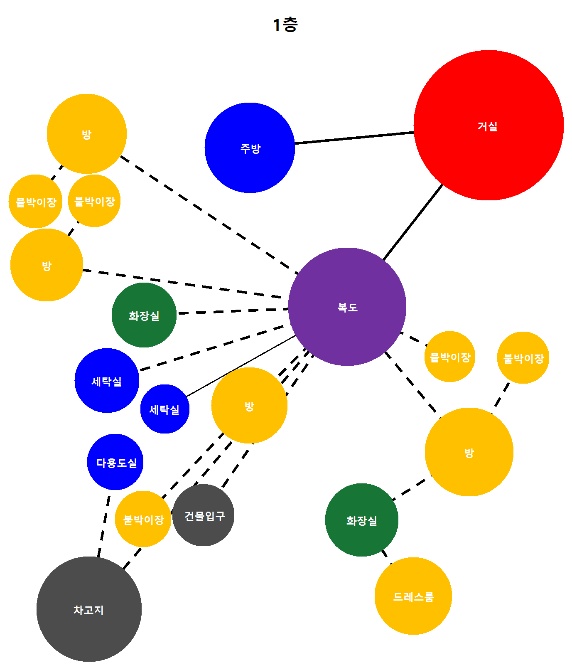 1층
거실
주방
방
붙박이장
붙박이장
방
복도
화장실
세탁실
세탁실
방
붙박이장
붙박이장
다용도실
방
붙박이장
건물입구
화장실
드레스룸
차고지